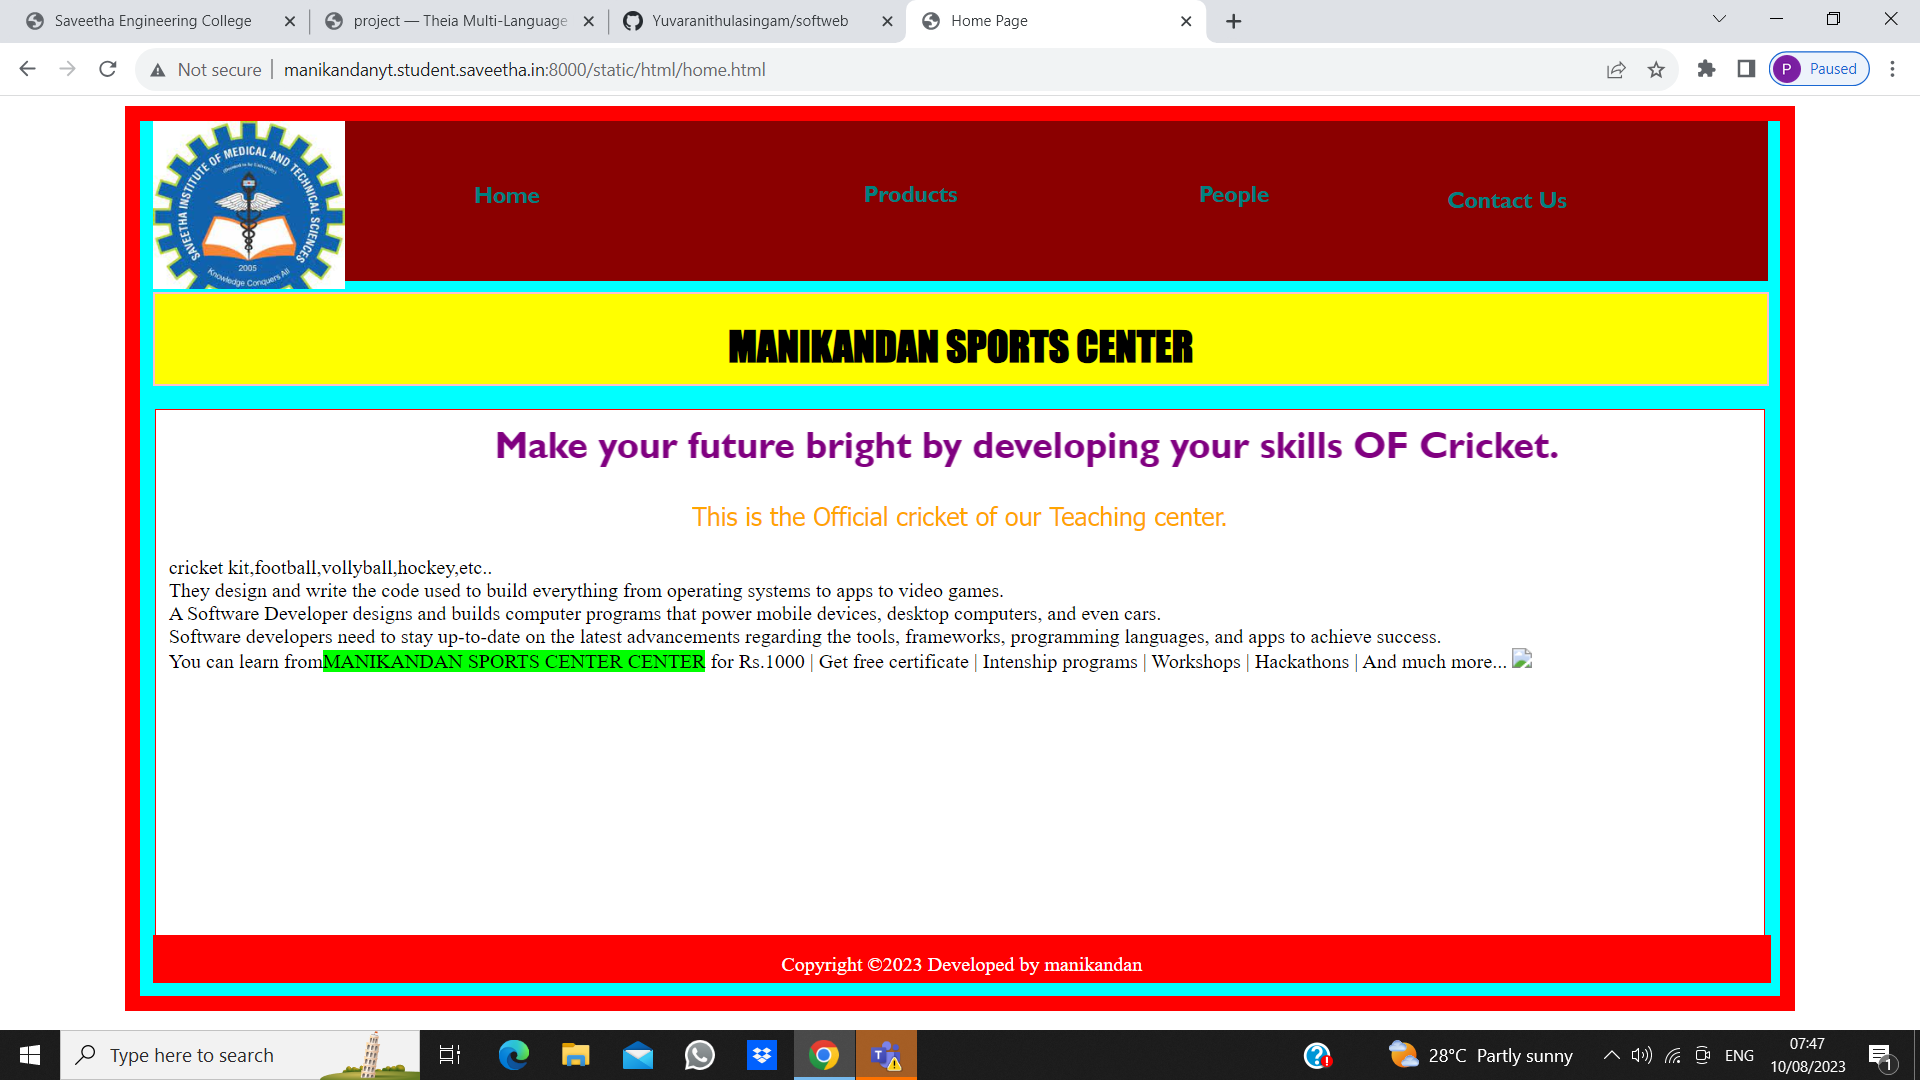 Saveetha Engineering College
project — Theia Multi-Language
Yuvaranithulasingam/softweb
Home Page
Not secure | manikandanyt.student.saveetha.in:8000/static/html/home.html
P Paused
SAVEETHA INSTITUTE OF MEDICAL AND TECHNICAL SCIENCES
2005
Knowledge Conquers All
Home
Products
People
Contact Us
MANIKANDAN SPORTS CENTER
Make your future bright by developing your skills OF Cricket.
This is the Official cricket of our Teaching center.
cricket kit,football,vollyball,hockey,etc..
They design and write the code used to build everything from operating systems to apps to video games.
A Software Developer designs and builds computer programs that power mobile devices, desktop computers, and even cars.
Software developers need to stay up-to-date on the latest advancements regarding the tools, frameworks, programming languages, and apps to achieve success.
You can learn fromMANIKANDAN SPORTS CENTER CENTER for Rs.1000 | Get free certificate | Intenship programs | Workshops | Hackathons | And much more...
Copyright ©2023 Developed by manikandan
Type here to search
28°C Partly sunny
ENG
07:47
10/08/2023
1